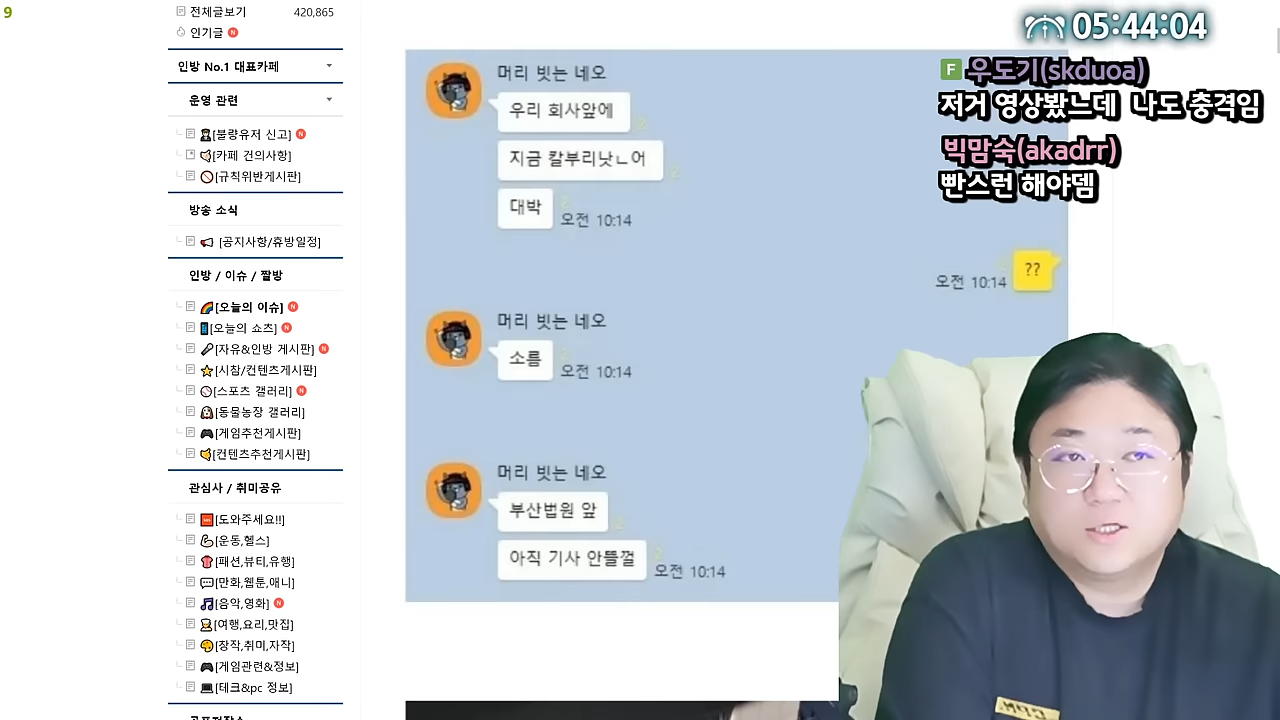 9
전체글보기 420,865
인기글 N
인방 No.1 대표카페
운영 관련
[불량유저 신고] N
[카페 건의사항]
[규칙위반게시판]
방송 소식
[공지사항/휴방일정]
인방 / 이슈 / 짤방
[오늘의 이슈] N
[오늘의 쇼츠] N
[자유&인방 게시판] N
[시참/컨텐츠게시판]
[스포츠 갤러리] N
[동물농장 갤러리]
[게임추천게시판]
[컨텐츠추천게시판]
관심사 / 취미공유
[도와주세요!!]
[운동,헬스]
[패션,뷰티,유행]
[만화,웹툰,애니]
[음악,영화] N
[여행,요리,맛집]
[창작,취미,자작]
[게임관련&정보]
[테크&pc 정보]
머리 빗는 네오
우리 회사앞에
2
지금 칼부리낫ㄴ어
2
대박
2
오전 10:14
오전 10:14
??
머리 빗는 네오
소름
2
오전 10:14
머리 빗는 네오
부산법원 앞
2
아직 기사 안뜰껄
2
오전 10:14
05:44:04
F 우도기(skduoa)
저거 영상봤느데 나도 충격임
빅맘숙(akadrr)
빤스런 해야뎀